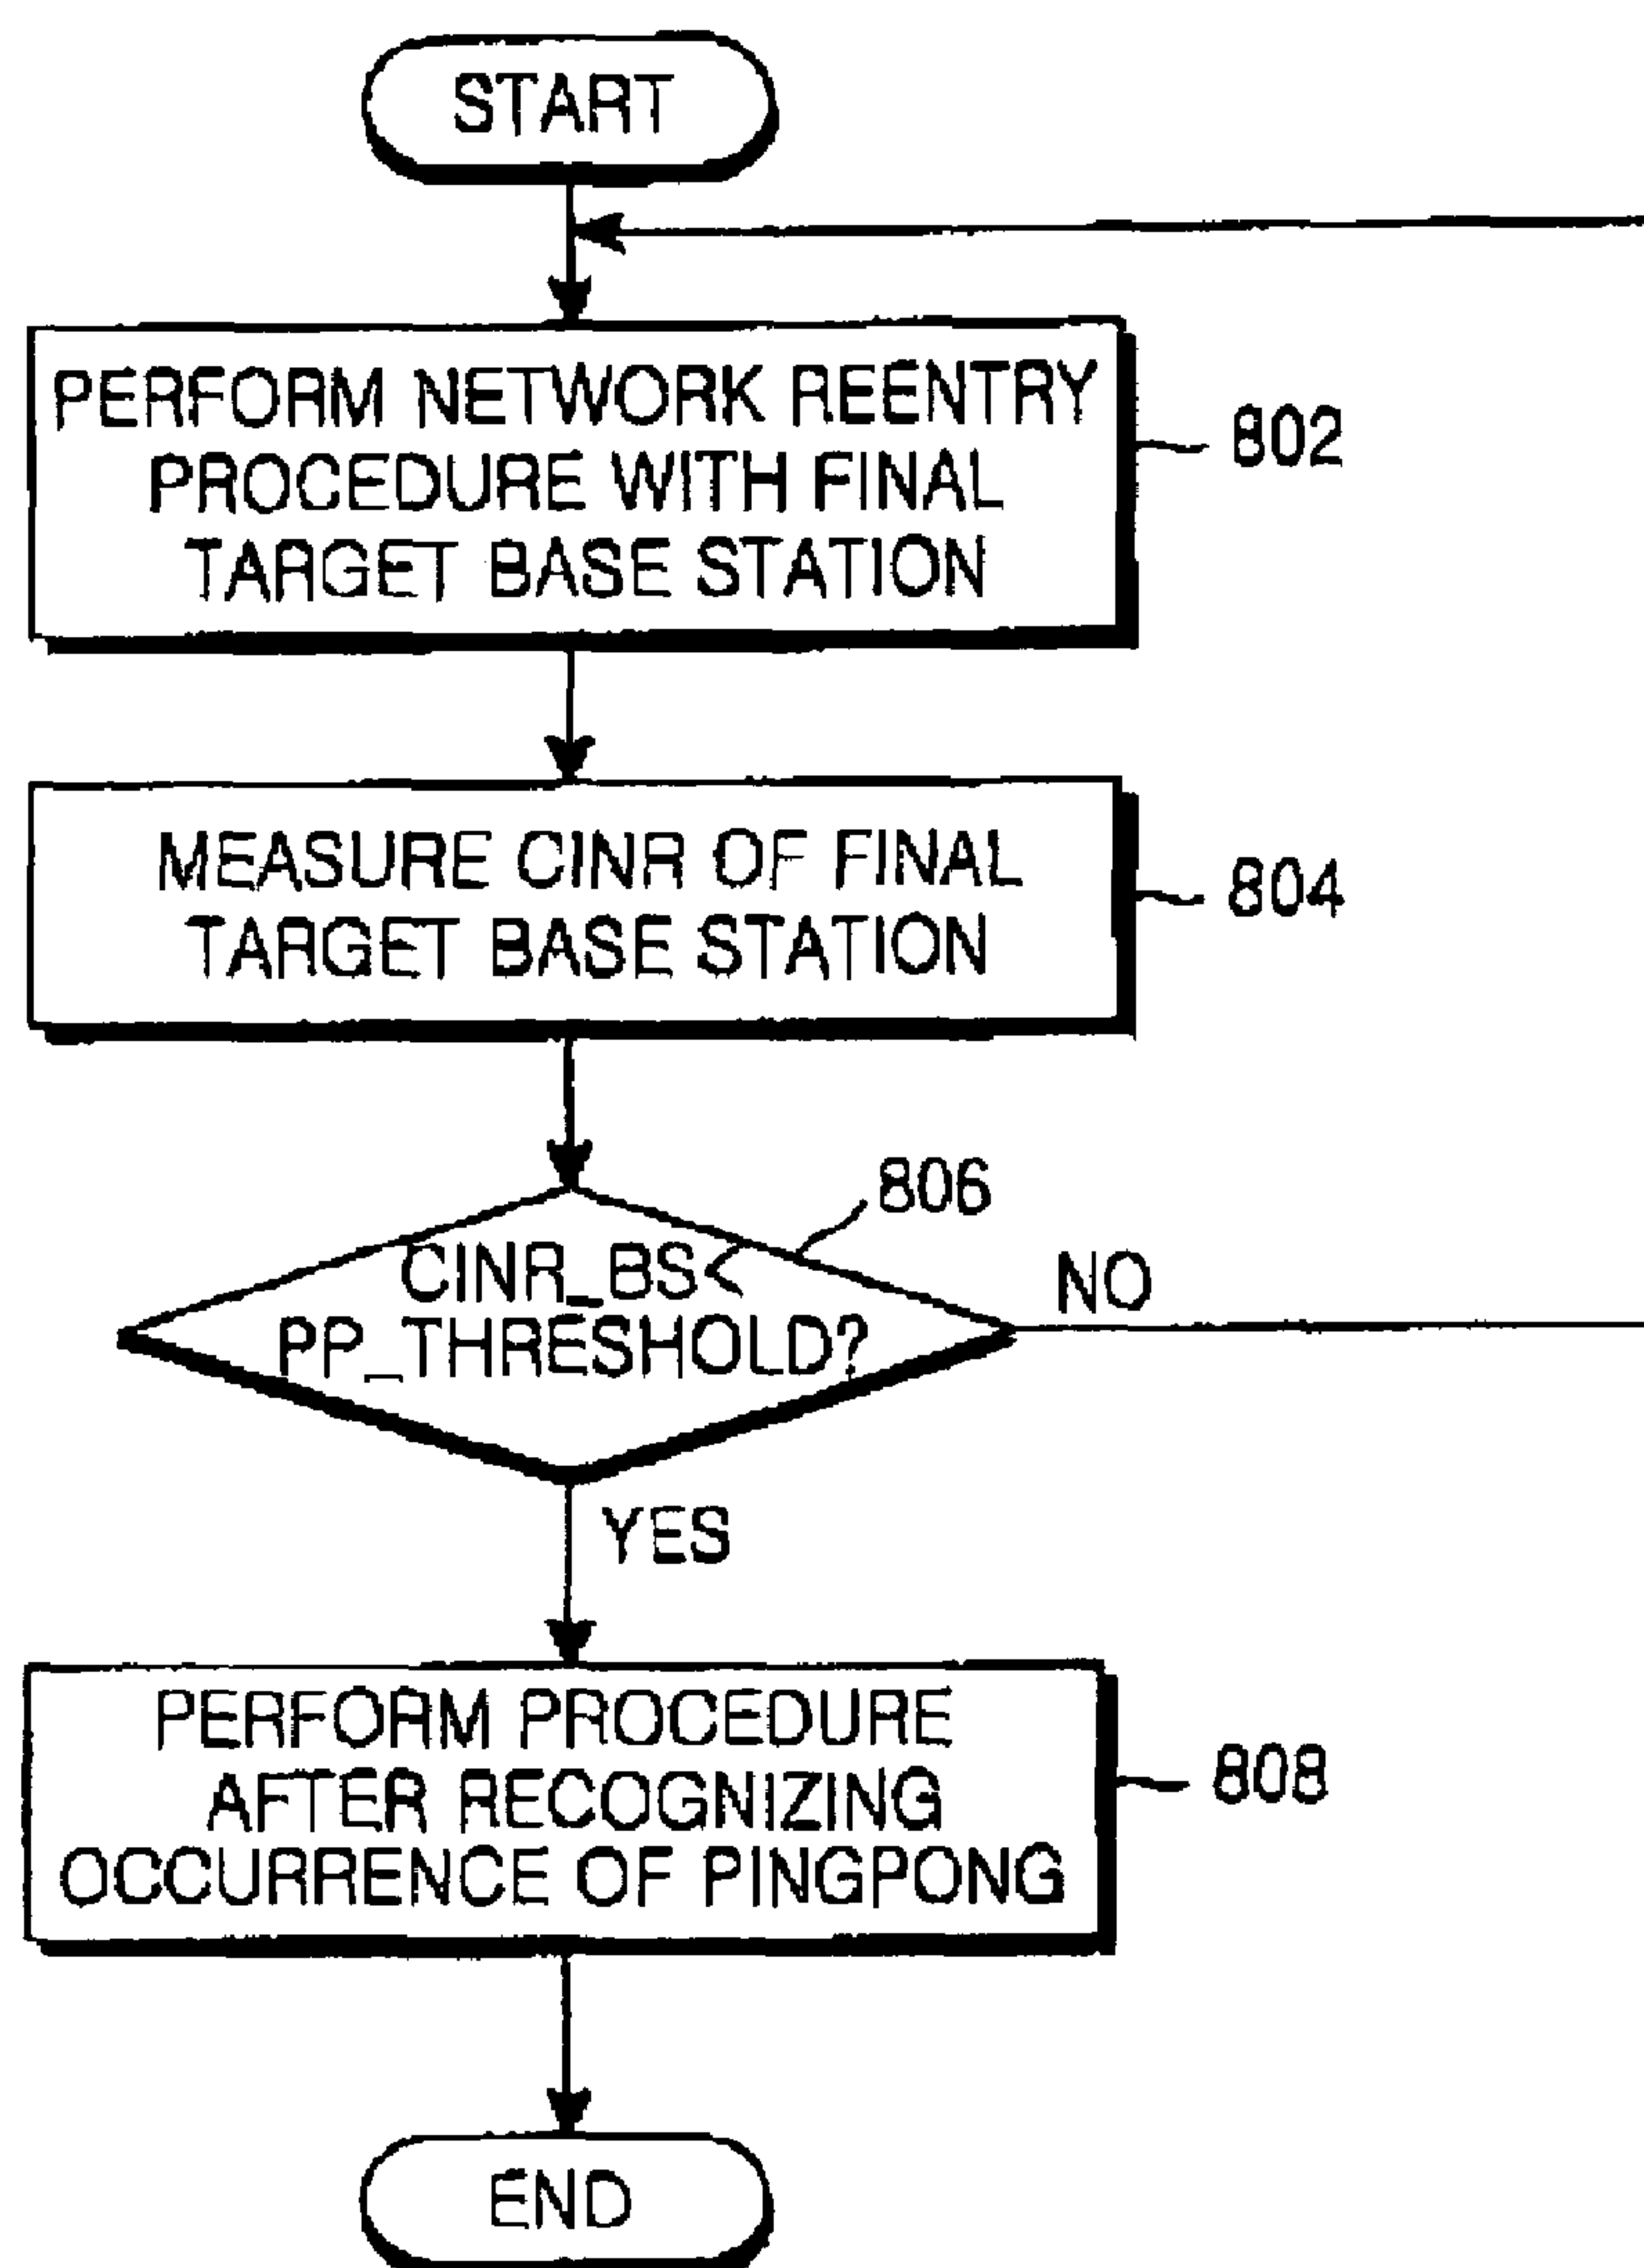 START
PERFORM NETWORK REENTRY
PROCEDURE WITH FINAL
TARGET BASE STATION
802
MEASURE CINR OF FINAL
TARGET BASE STATION
804
806
CINR_BS<
PP_THRESHOLD?
NO
YES
PERFORM PROCEDURE
AFTER RECOGNIZING
OCCURRENCE OF PINGPONG
808
END